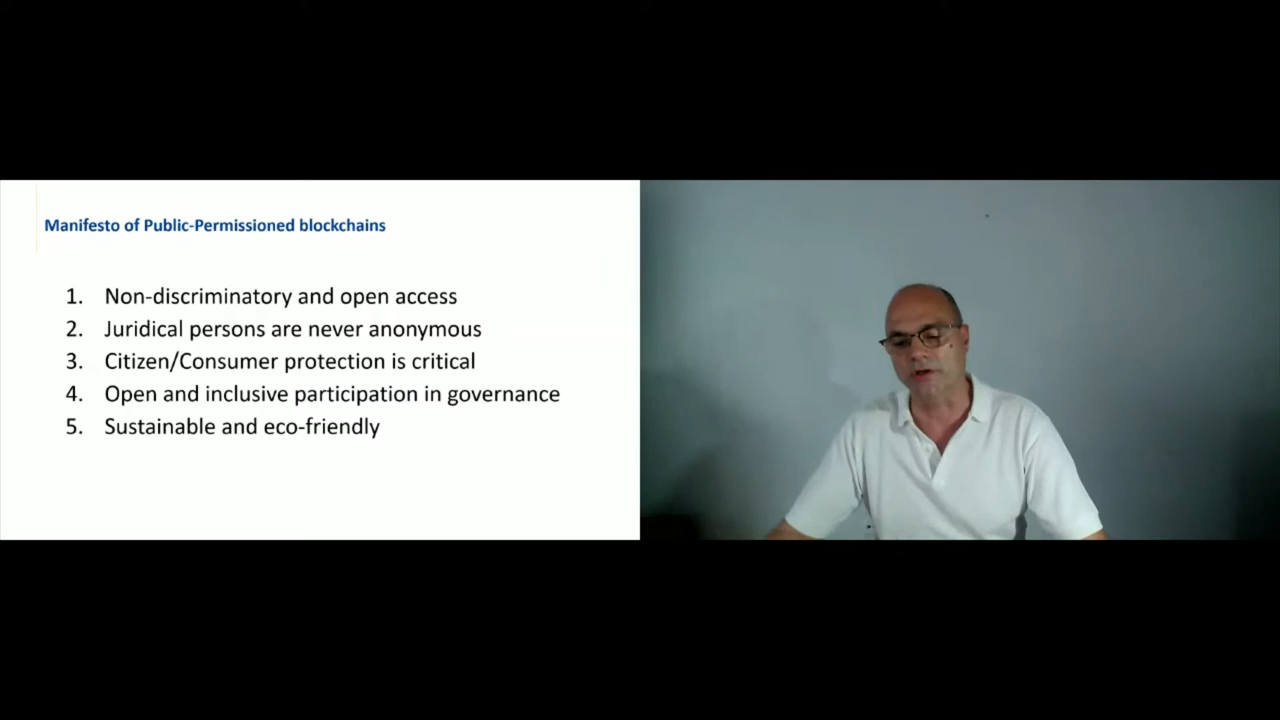 Manifesto of Public-Permissioned blockchains
1. Non-discriminatory and open access
2. Juridical persons are never anonymous
3. Citizen/Consumer protection is critical
4. Open and inclusive participation in governance
5. Sustainable and eco-friendly